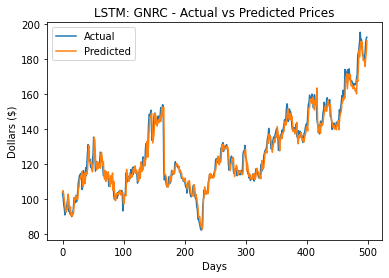 LSTM: GNRC - Actual vs Predicted Prices
Actual
Predicted
Dollars ($)
200
180
160
140
120
100
80
0
100
200
300
400
500
Days